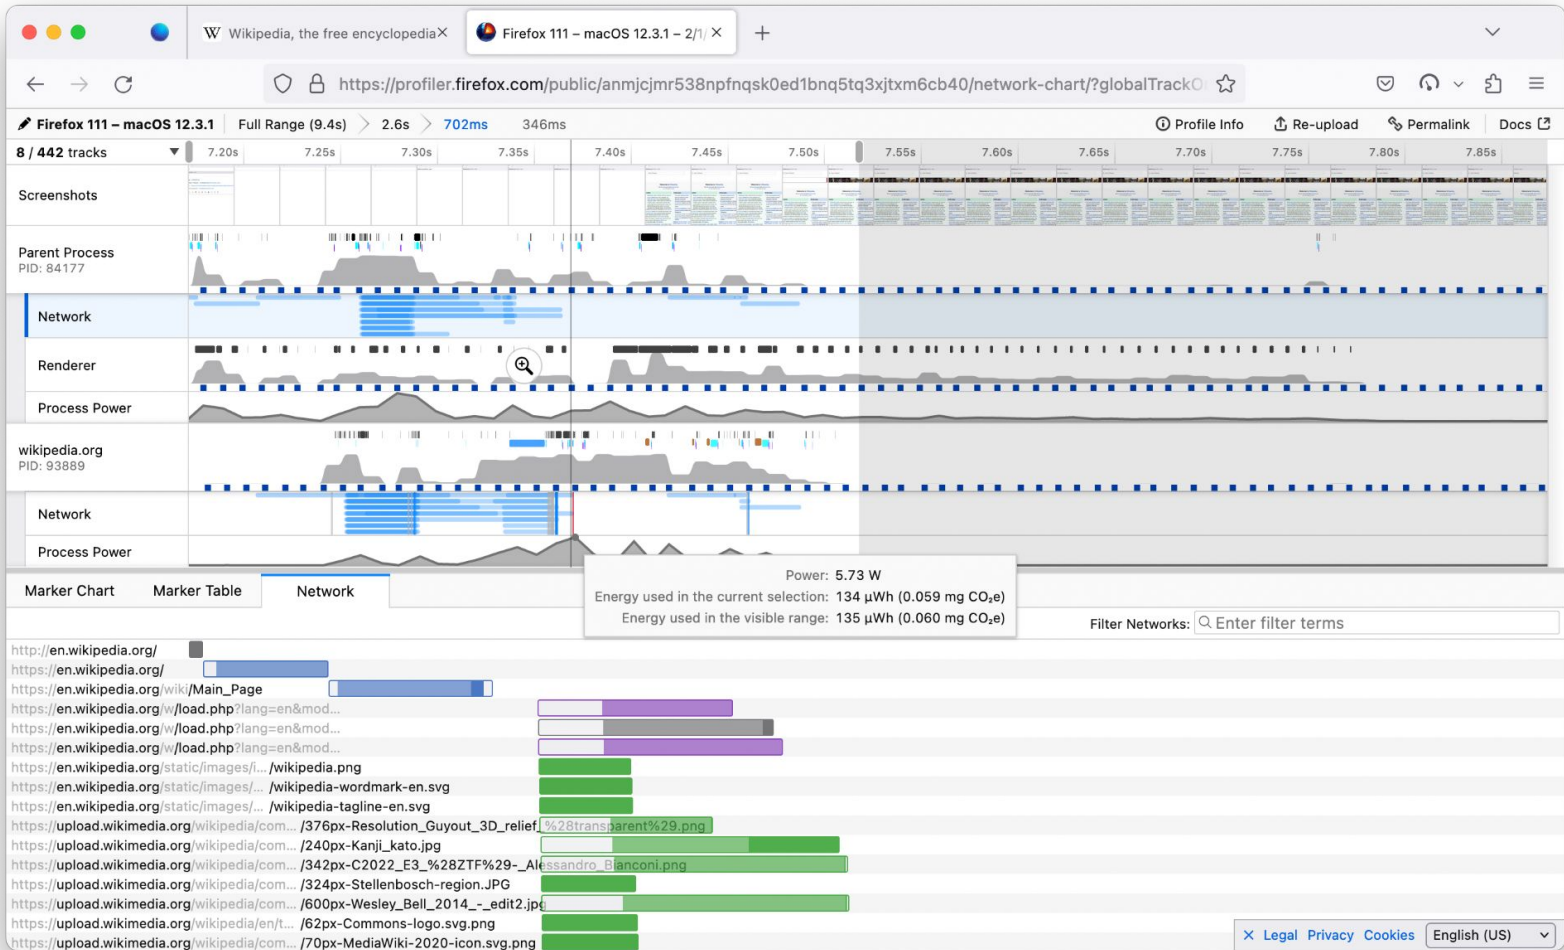 Wikipedia, the free encyclopedia
Firefox 111 – macOS 12.3.1 – 2/1/
https://profiler.firefox.com/public/anmjcjmr538npfnqsk0ed1bnq5tq3xjtxm6cb40/network-chart/?globalTrackO
Firefox 111 – macOS 12.3.1 Full Range (9.4s) 2.6s 702ms 346ms Profile Info Re-upload Permalink Docs
8 / 442 tracks 7.20s 7.25s 7.30s 7.35s 7.40s 7.45s 7.50s 7.55s 7.60s 7.65s 7.70s 7.75s 7.80s 7.85s
Screenshots
Parent Process
PID: 84177
Network
Renderer
Process Power
wikipedia.org
PID: 93889
Network
Process Power
Power: 5.73 W
Energy used in the current selection: 134 μWh (0.059 mg CO₂e)
Energy used in the visible range: 135 μWh (0.060 mg CO₂e)
Marker Chart Marker Table Network
Filter Networks: Enter filter terms
http://en.wikipedia.org/
https://en.wikipedia.org/
https://en.wikipedia.org/wiki/Main_Page
https://en.wikipedia.org/w/load.php?lang=en&mod...
https://en.wikipedia.org/w/load.php?lang=en&mod...
https://en.wikipedia.org/w/load.php?lang=en&mod...
https://en.wikipedia.org/static/images/i... /wikipedia.png
https://en.wikipedia.org/static/images/... /wikipedia-wordmark-en.svg
https://en.wikipedia.org/static/images/... /wikipedia-tagline-en.svg
https://upload.wikimedia.org/wikipedia/com... /376px-Resolution_Guyout_3D_relief_%28transparent%29.png
https://upload.wikimedia.org/wikipedia/com... /240px-Kanji_kato.jpg
https://upload.wikimedia.org/wikipedia/com... /342px-C2022_E3_%28ZTF%29-_Alessandro_Bianconi.png
https://upload.wikimedia.org/wikipedia/com... /324px-Stellenbosch-region.JPG
https://upload.wikimedia.org/wikipedia/com... /600px-Wesley_Bell_2014_-_edit2.jpg
https://upload.wikimedia.org/wikipedia/en/t... /62px-Commons-logo.svg.png
https://upload.wikimedia.org/wikipedia/com... /70px-MediaWiki-2020-icon.svg.png
Legal Privacy Cookies English (US)